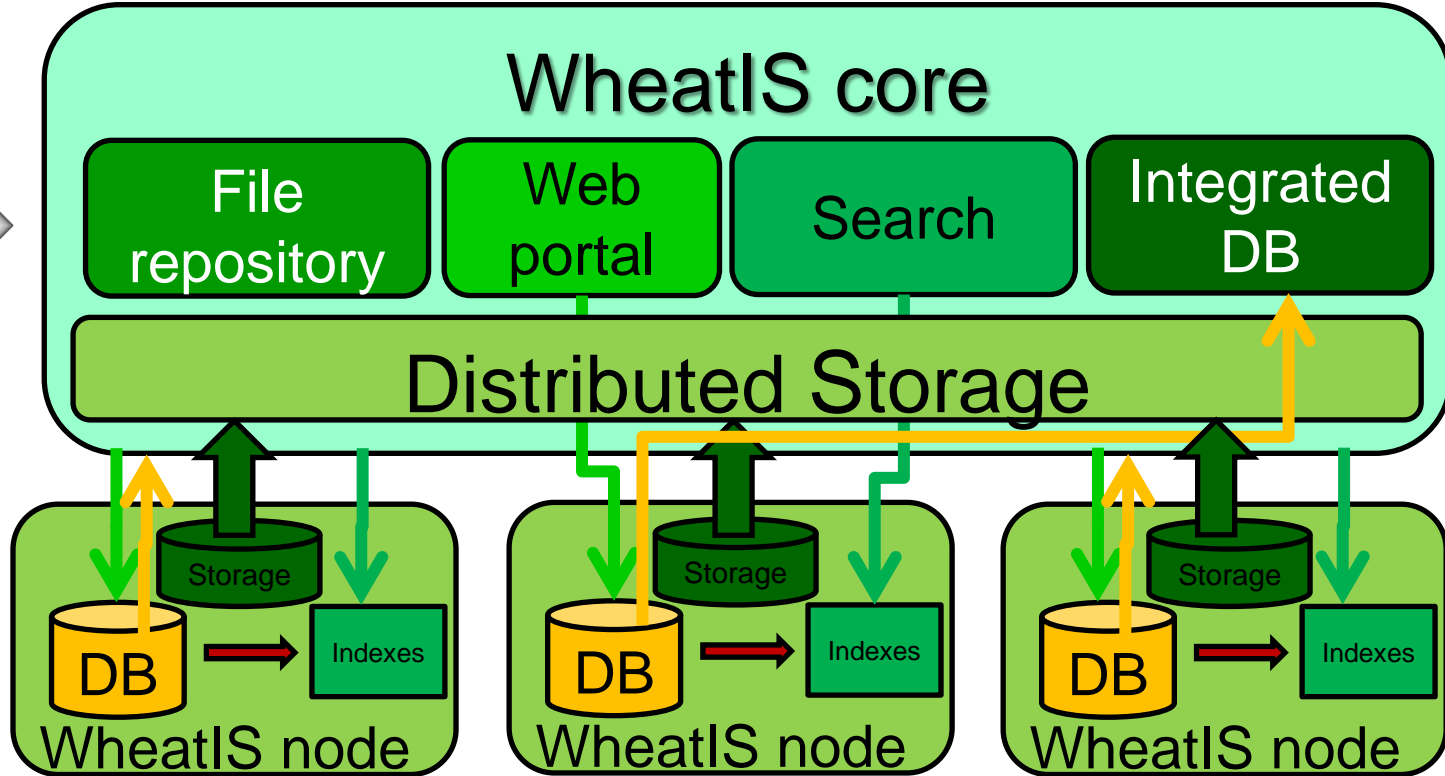 WheatIS core
File
repository
Web
portal
Search
Integrated
DB
Distributed Storage
Storage
DB
Indexes
WheatIS node
Storage
DB
Indexes
WheatIS node
Storage
DB
Indexes
WheatIS node